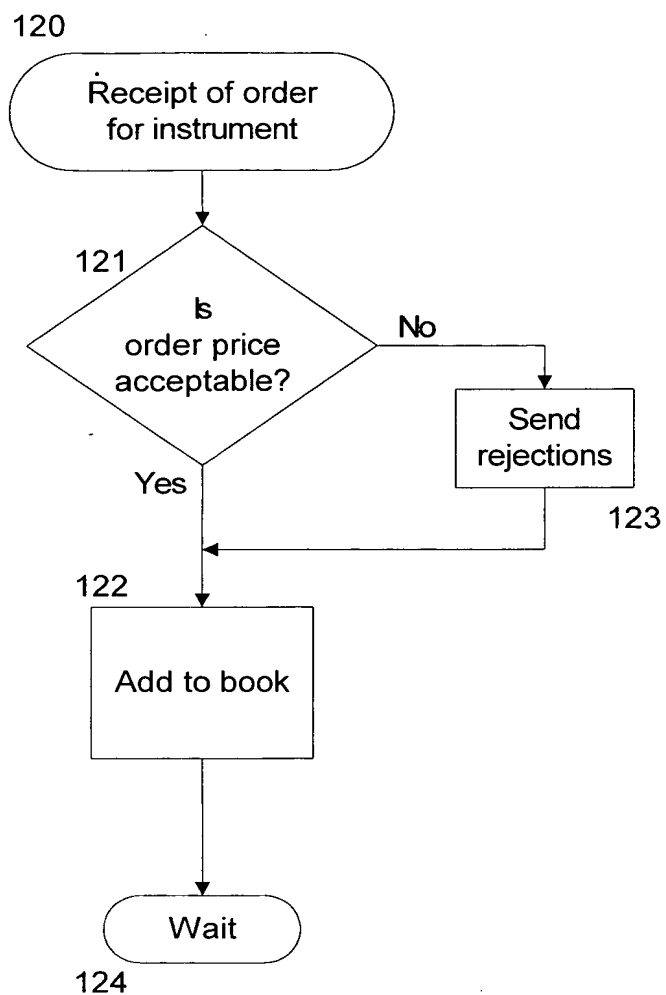 120
Receipt of order
for instrument
121
Is
order price
acceptable?
No
Send
rejections
123
Yes
122
Add to book
Wait
124